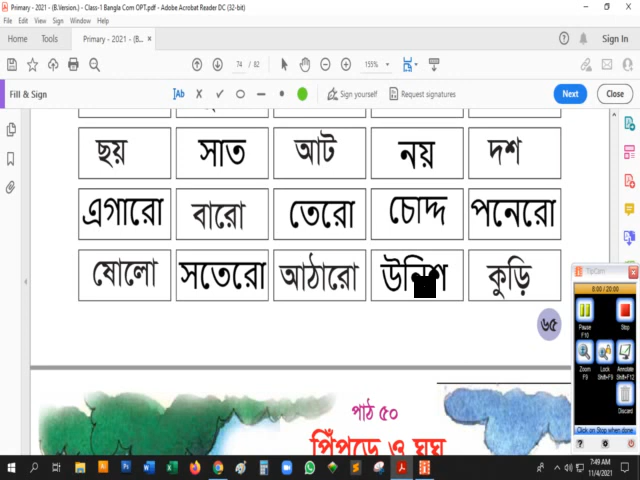 Primary - 2021 - (B.Version.) - Class-1 Bangla Com OPT.pdf - Adobe Acrobat Reader DC (32-bit)
File Edit View Sign Window Help
Home Tools Primary - 2021 - (B... × Sign In
74 / 82 155%
Fill & Sign Ab Sign yourself Request signatures Next Close
ছয় সাত আট নয় দশ
এগারো বারো তেরো চোদ্দ পনেরো
ষোলো সতেরো আঠারো কুড়ি
৬৫
পাঠ ৫০
পিঁপড়ে ও ঘুঘু
TipCam
8:00 / 20:00
Pause F10 Stop
Zoom F9 Lock Shift+F9 Annotate Shift+F12
Discard
Click on Stop when done.
7:49 AM
11/4/2021